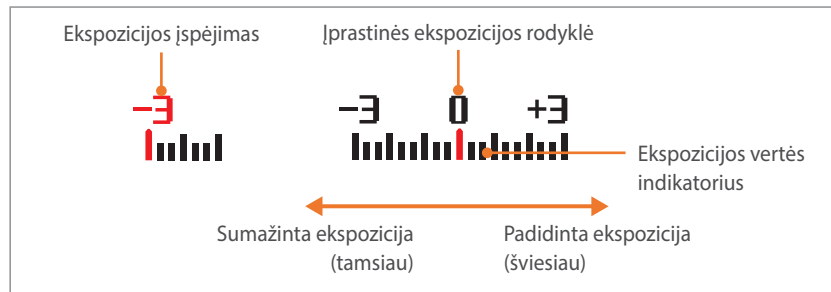 Ekspozicijos įspėjimas
Įprastinės ekspozicijos rodyklė
-3
-3 0 +3
Ekspozicijos vertės
indikatorius
Sumažinta ekspozicija
(tamsiau)
Padidinta ekspozicija
(šviesiau)